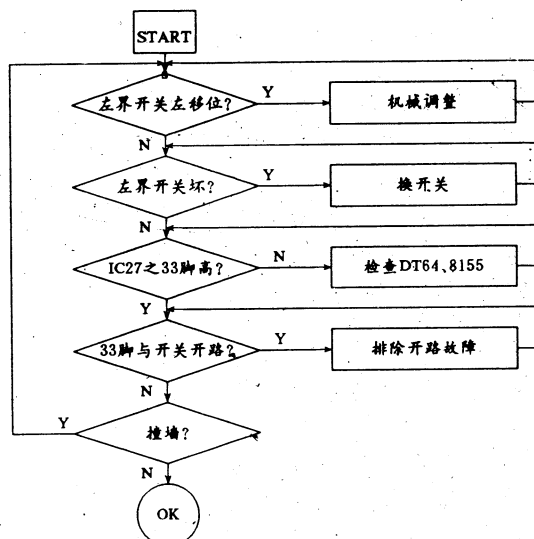 START
左界开关左移位？
Y
机械调整
N
左界开关坏？
Y
换开关
N
IC27之33脚高？
N
检查DT64、8155
Y
33脚与开关开路？
Y
排除开路故障
N
Y
撞墙？
N
OK